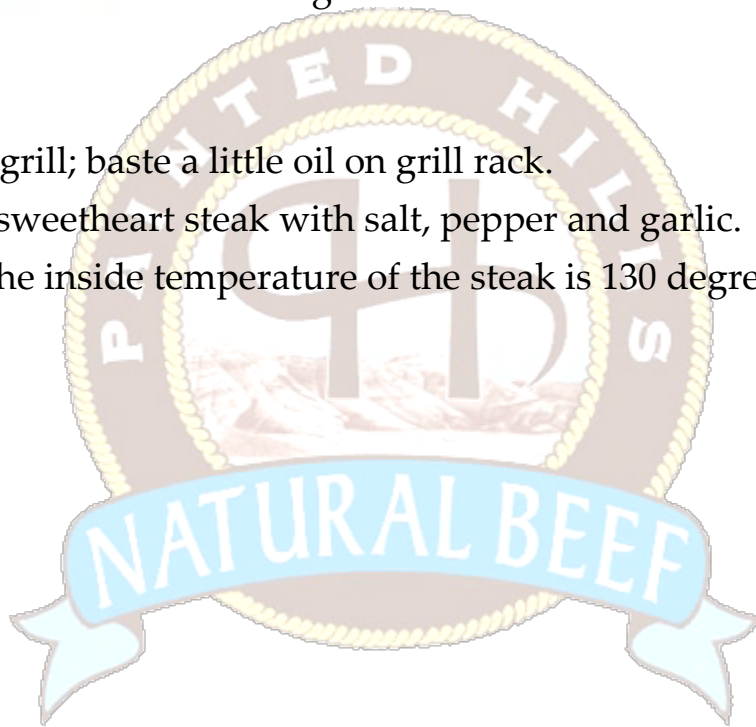 PAINTED HILLS
grill; baste a little oil on grill rack.
sweetheart steak with salt, pepper and garlic.
he inside temperature of the steak is 130 degre
NATURAL BEEF